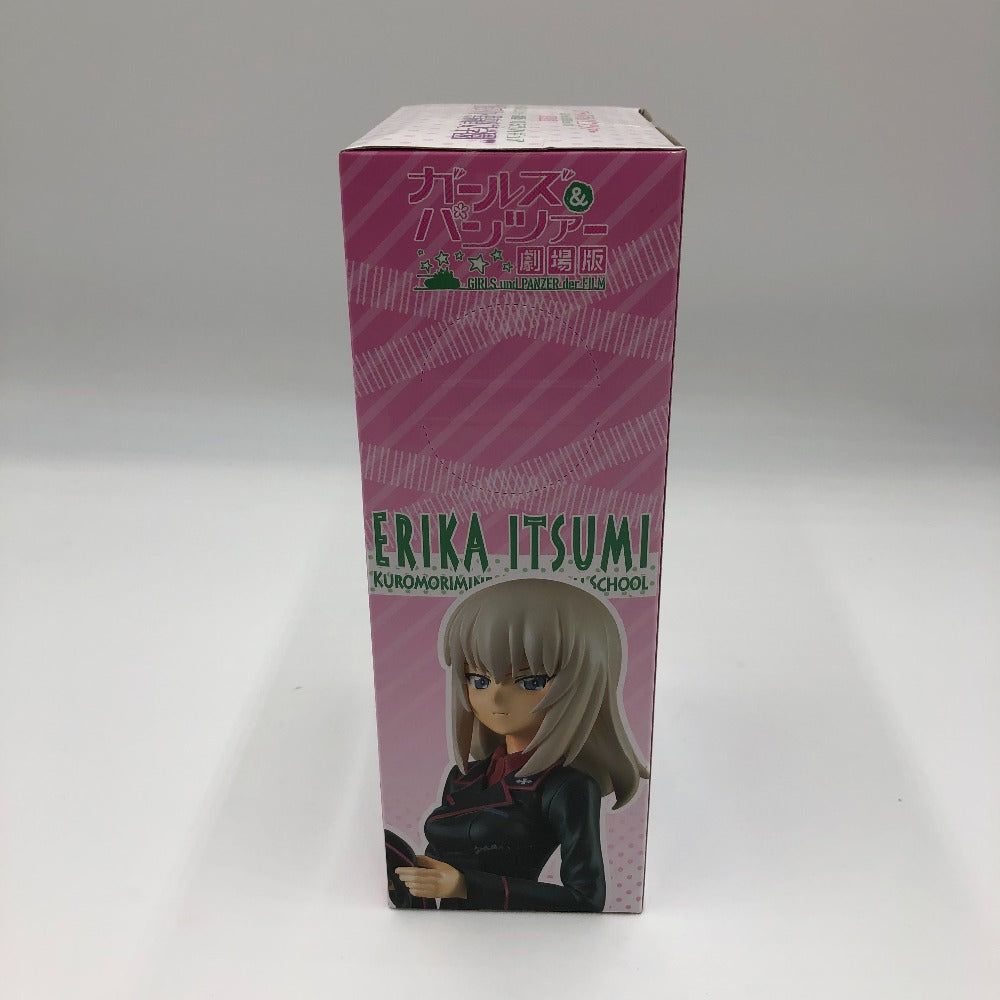 ガールズ&
パンツァー
劇場版
GIRLS und PANZER der FILM
ERIKA ITSUMI
SCHOOL